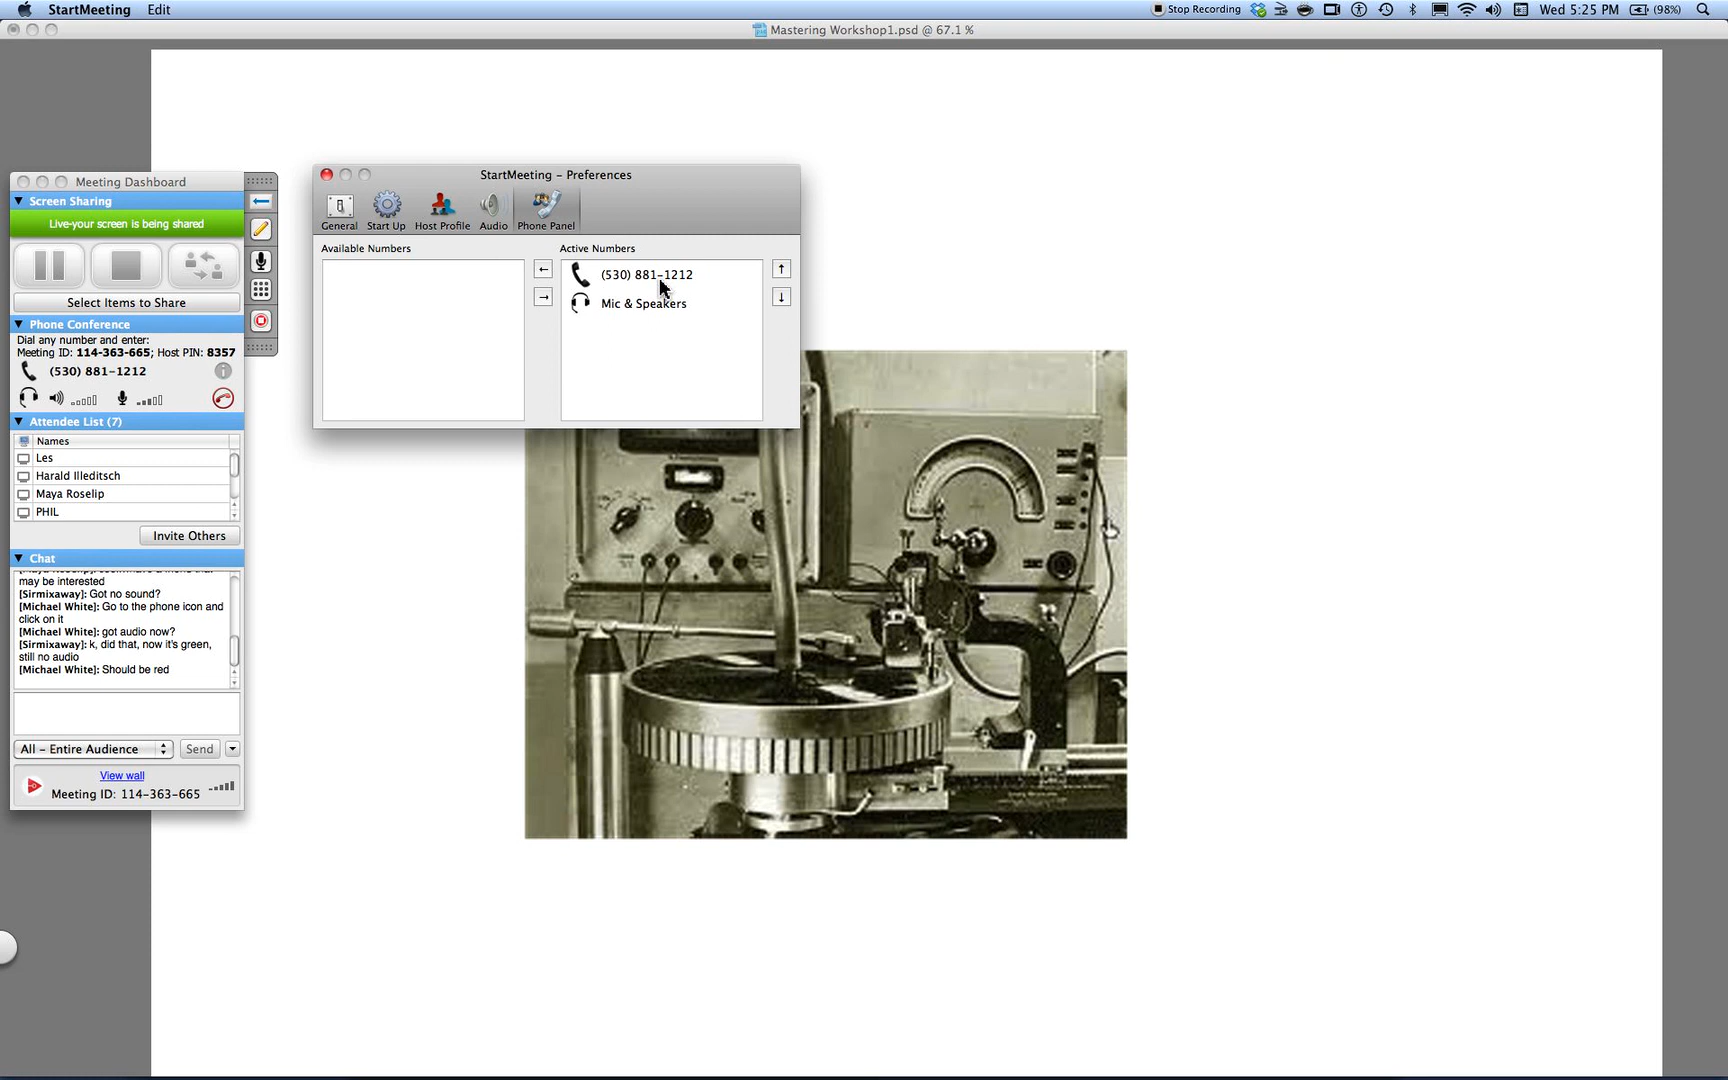 StartMeeting Edit
Stop Recording Wed 5:25 PM (98%)
Mastering Workshop1.psd @ 67.1 %
Meeting Dashboard
Screen Sharing
Live-your screen is being shared
Select Items to Share
Phone Conference
Dial any number and enter:
Meeting ID: 114-363-665; Host PIN: 8357
(530) 881-1212
Attendee List (7)
Names
Les
Harald Illeditsch
Maya Roselip
PHIL
Invite Others
Chat
may be interested
[Sirmixaway]: Got no sound?
[Michael White]: Go to the phone icon and
click on it
[Michael White]: got audio now?
[Sirmixaway]: k, did that, now it's green,
still no audio
[Michael White]: Should be red
All - Entire Audience Send
View wall
Meeting ID: 114-363-665
StartMeeting - Preferences
General Start Up Host Profile Audio Phone Panel
Available Numbers Active Numbers
(530) 881-1212
Mic & Speakers